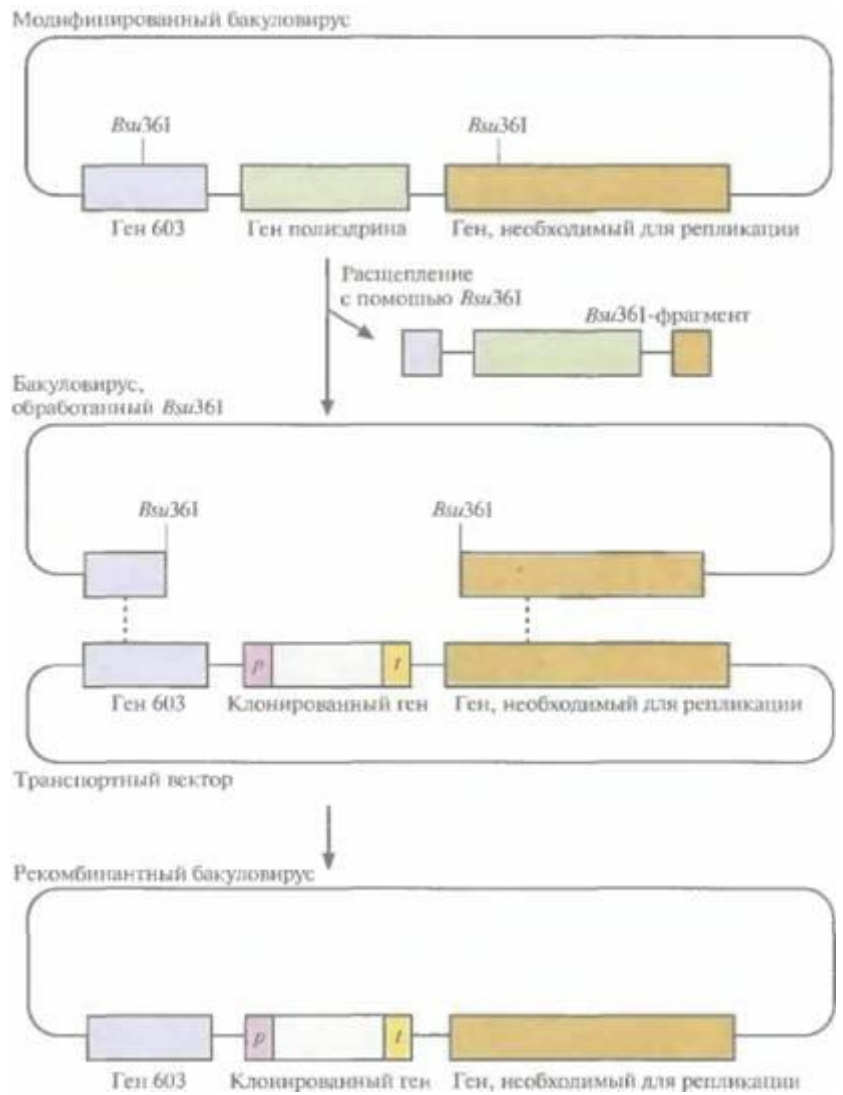 Модифицированный бакуловирус
Bsu36I
Bsu36I
Ген 603
Ген полиэдрина
Ген, необходимый для репликации
Расщепление
с помощью Bsu36I
Bsu36I-фрагмент
Бакуловирус,
обработанный Bsu36I
Bsu36I
Bsu36I
p
t
Ген 603
Клонированный ген
Ген, необходимый для репликации
Транспортный вектор
Рекомбинантный бакуловирус
p
t
Ген 603
Клонированный ген
Ген, необходимый для репликации